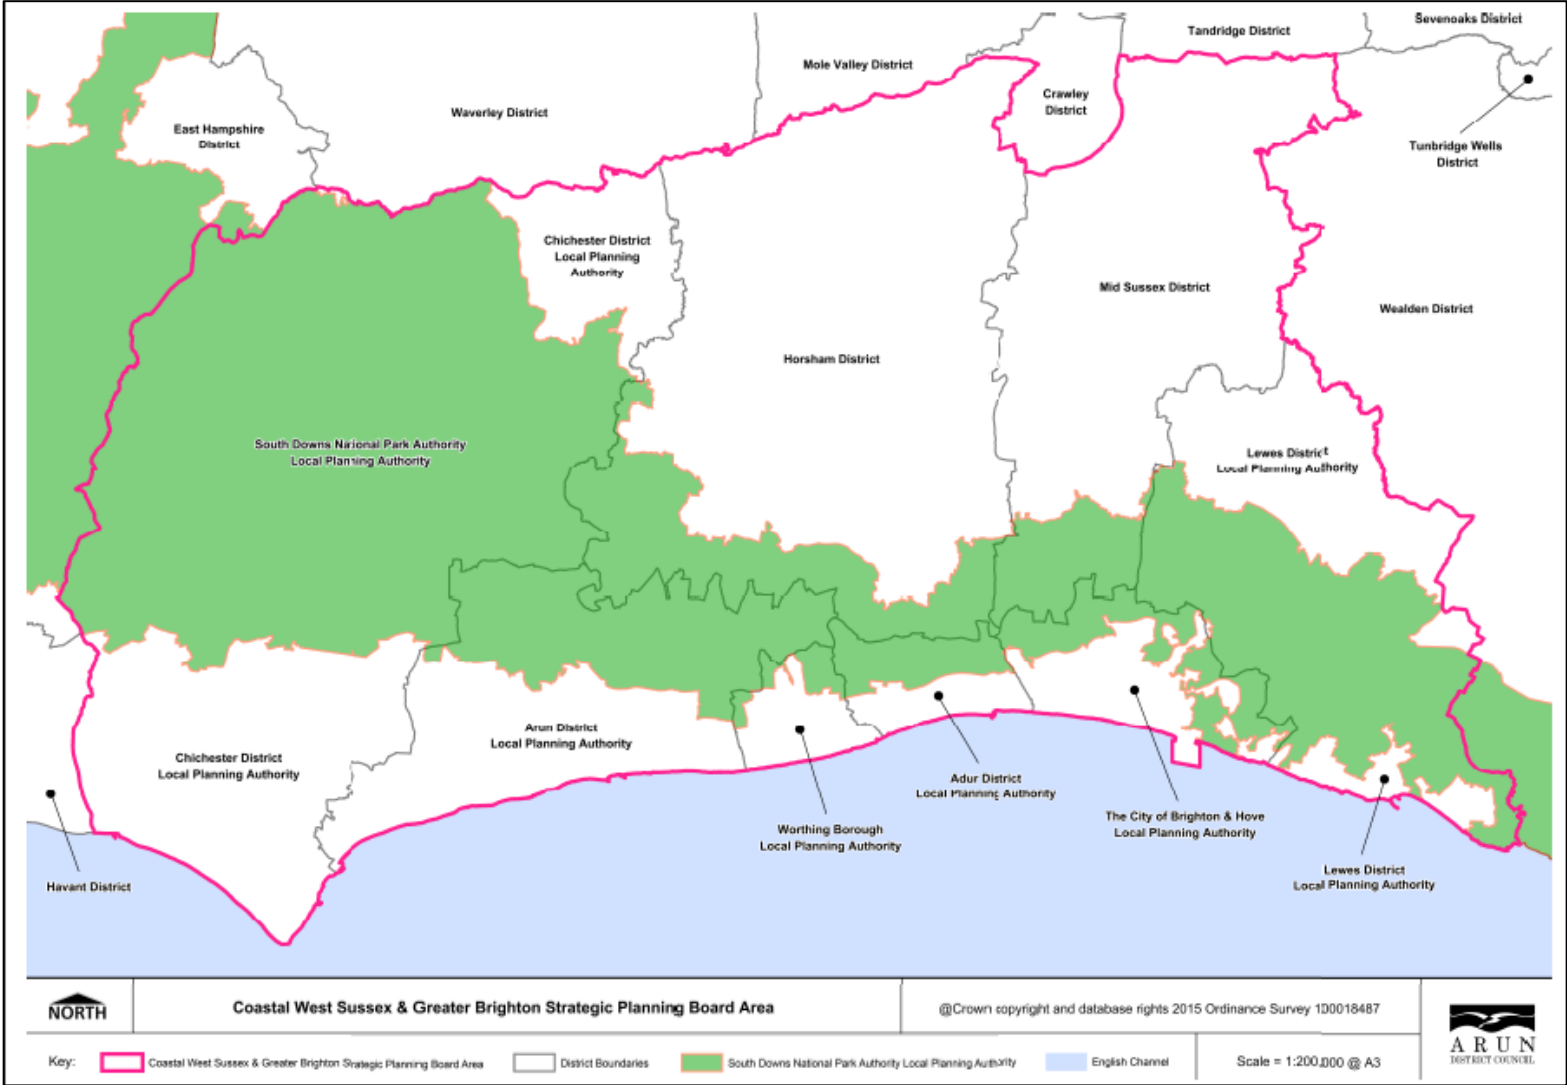 Sevenoaks District
Tandridge District
Mole Valley District
Crawley
District
Waverley District
East Hampshire
District
Tunbridge Wells
District
Chichester District
Local Planning
Authority
Mid Sussex District
Wealden District
Horsham District
South Downs National Park Authority
Local Planning Authority
Lewes District
Local Planning Authority
Arun District
Local Planning Authority
Chichester District
Local Planning Authority
Adur District
Local Planning Authority
The City of Brighton & Hove
Local Planning Authority
Worthing Borough
Local Planning Authority
Lewes District
Local Planning Authority
Havant District
NORTH
Coastal West Sussex & Greater Brighton Strategic Planning Board Area
@Crown copyright and database rights 2015 Ordinance Survey 100018487
Key:
Coastal West Sussex & Greater Brighton Strategic Planning Board Area
District Boundaries
South Downs National Park Authority Local Planning Authority
English Channel
Scale = 1:200,000 @ A3
ARUN
DISTRICT COUNCIL